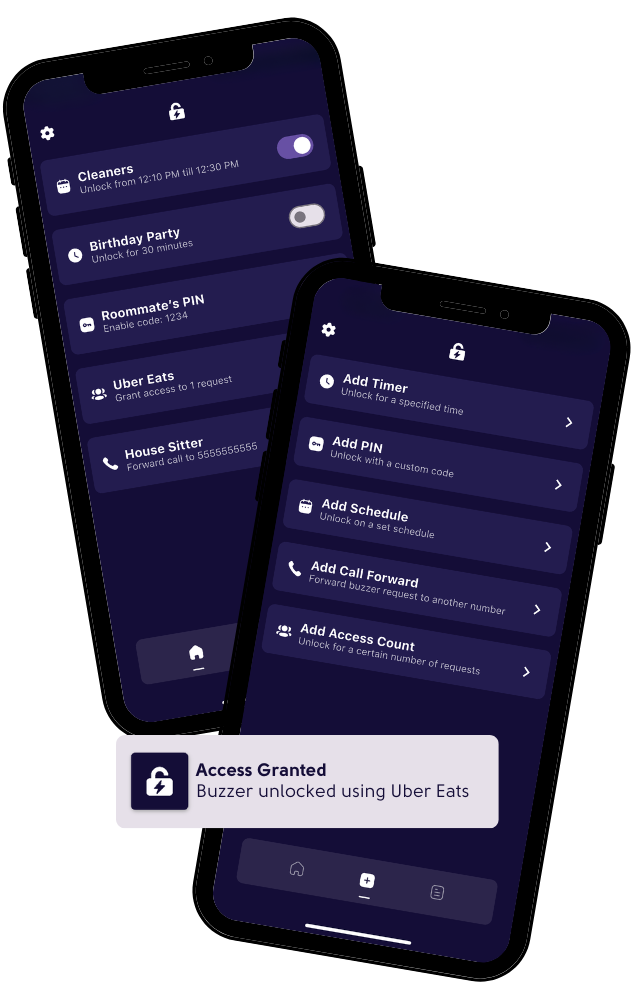 Cleaners
Unlock from 12:10 PM till 12:30 PM
Birthday Party
Unlock for 30 minutes
Roommate's PIN
Enable code: 1234
Uber Eats
Grant access to 1 request
House Sitter
Forward call to 5555555555
Add Timer
Unlock for a specified time
Add PIN
Unlock with a custom code
Add Schedule
Unlock on a set schedule
Add Call Forward
Forward buzzer request to another number
Add Access Count
Unlock for a certain number of requests
Access Granted
Buzzer unlocked using Uber Eats